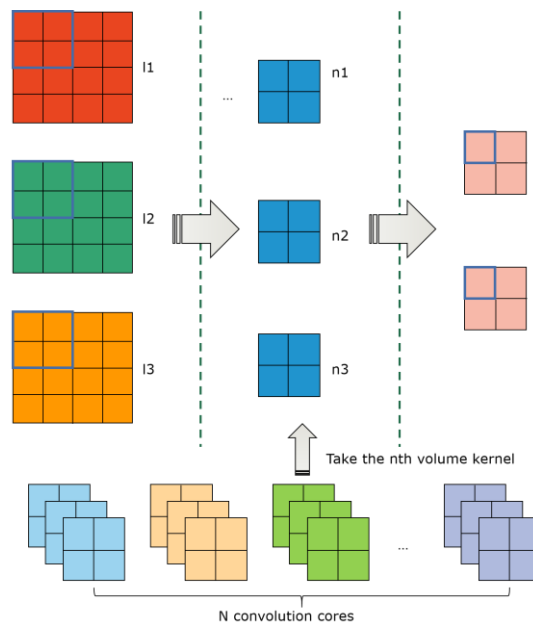 l1
n1
...
l2
n2
l3
n3
Take the nth volume kernel
...
N convolution cores